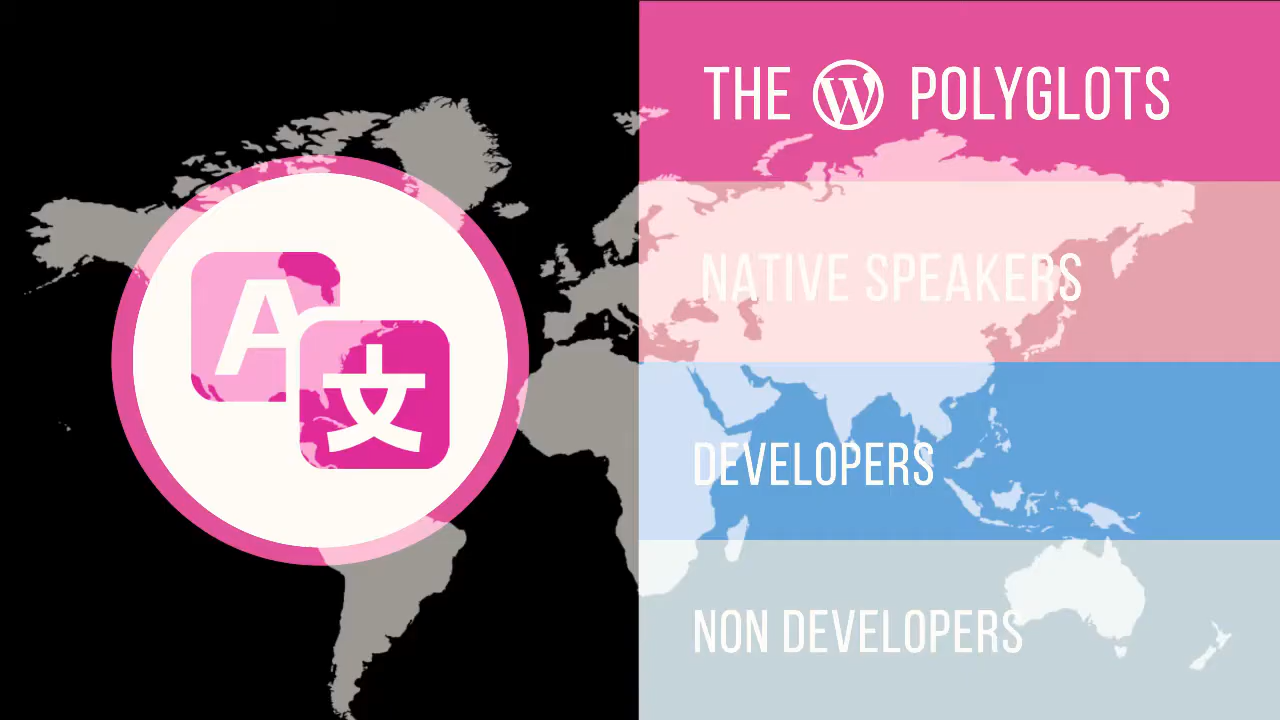 A
文
THE W POLYGLOTS
NATIVE SPEAKERS
DEVELOPERS
NON DEVELOPERS